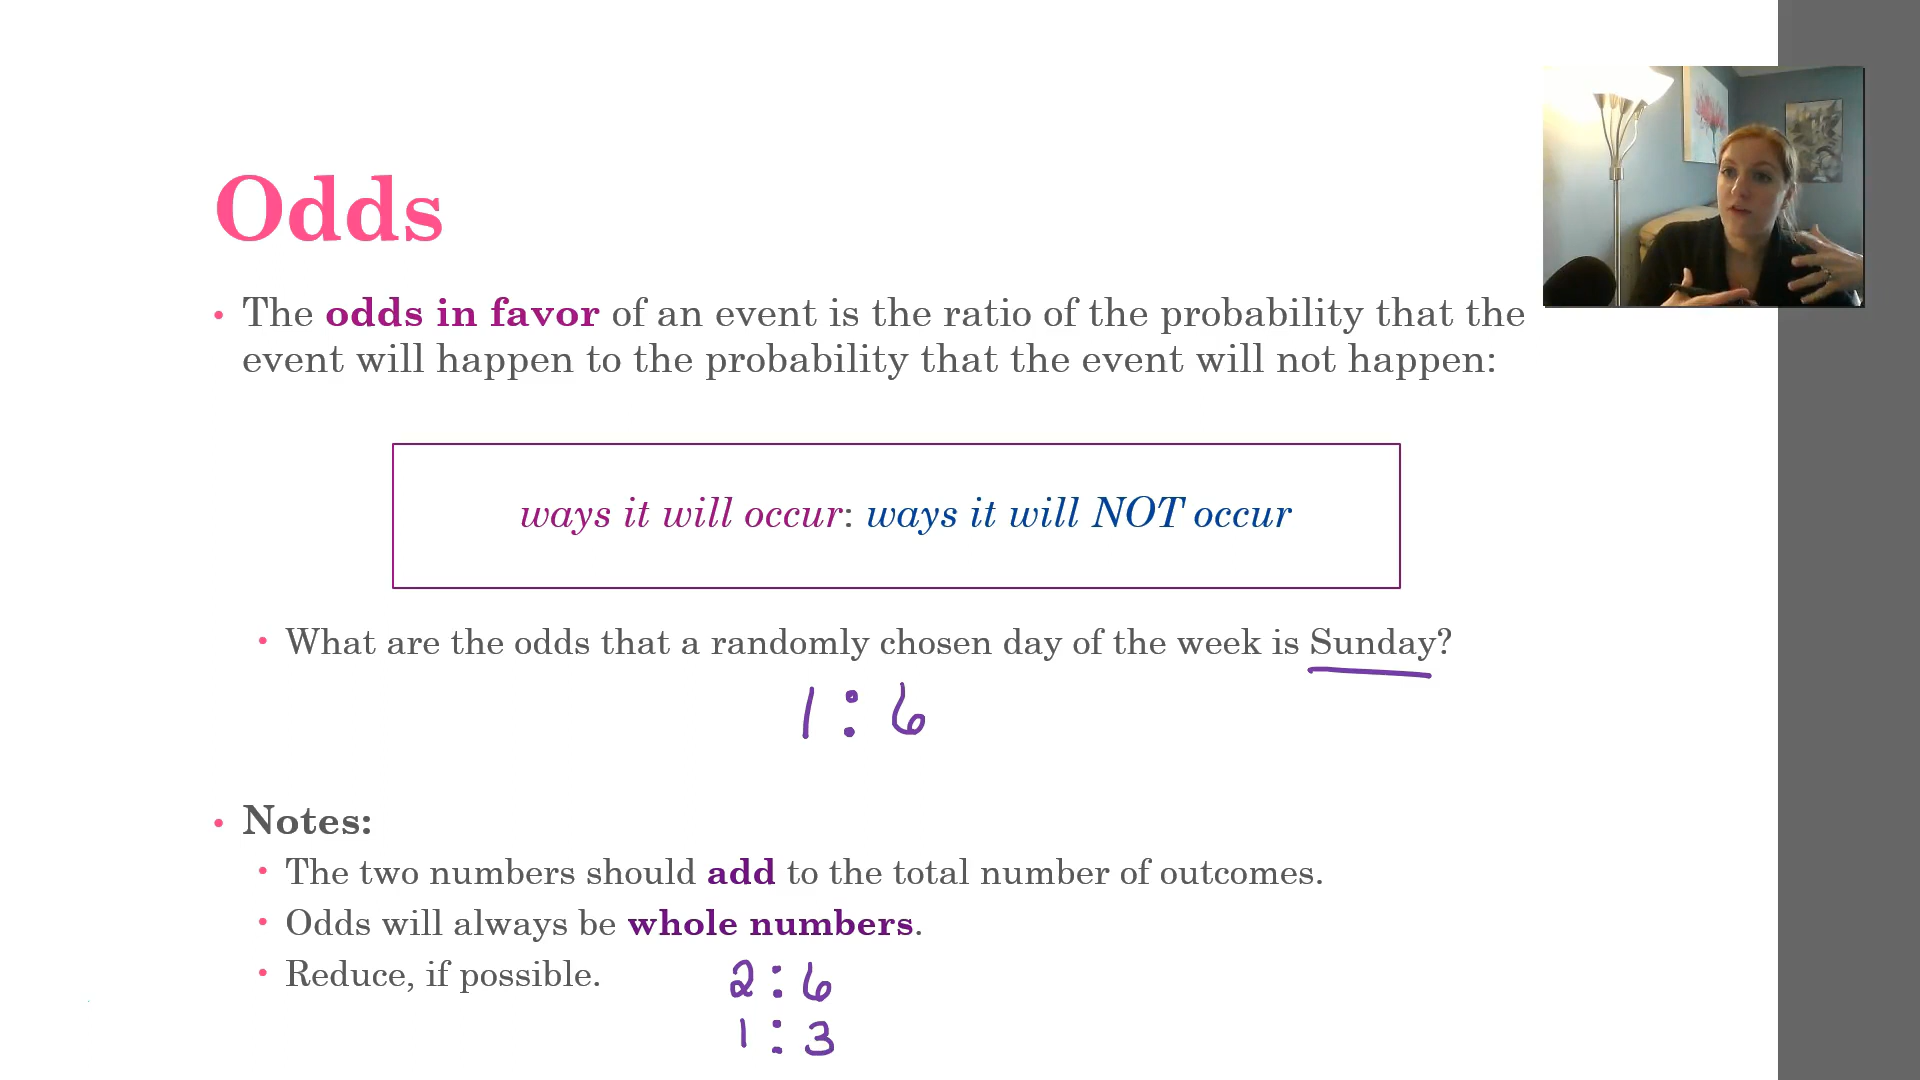 Odds
• The odds in favor of an event is the ratio of the probability that the
event will happen to the probability that the event will not happen:
ways it will occur: ways it will NOT occur
• What are the odds that a randomly chosen day of the week is Sunday?
1 : 6
• Notes:
• The two numbers should add to the total number of outcomes.
• Odds will always be whole numbers.
• Reduce, if possible.
2 : 6
1 : 3